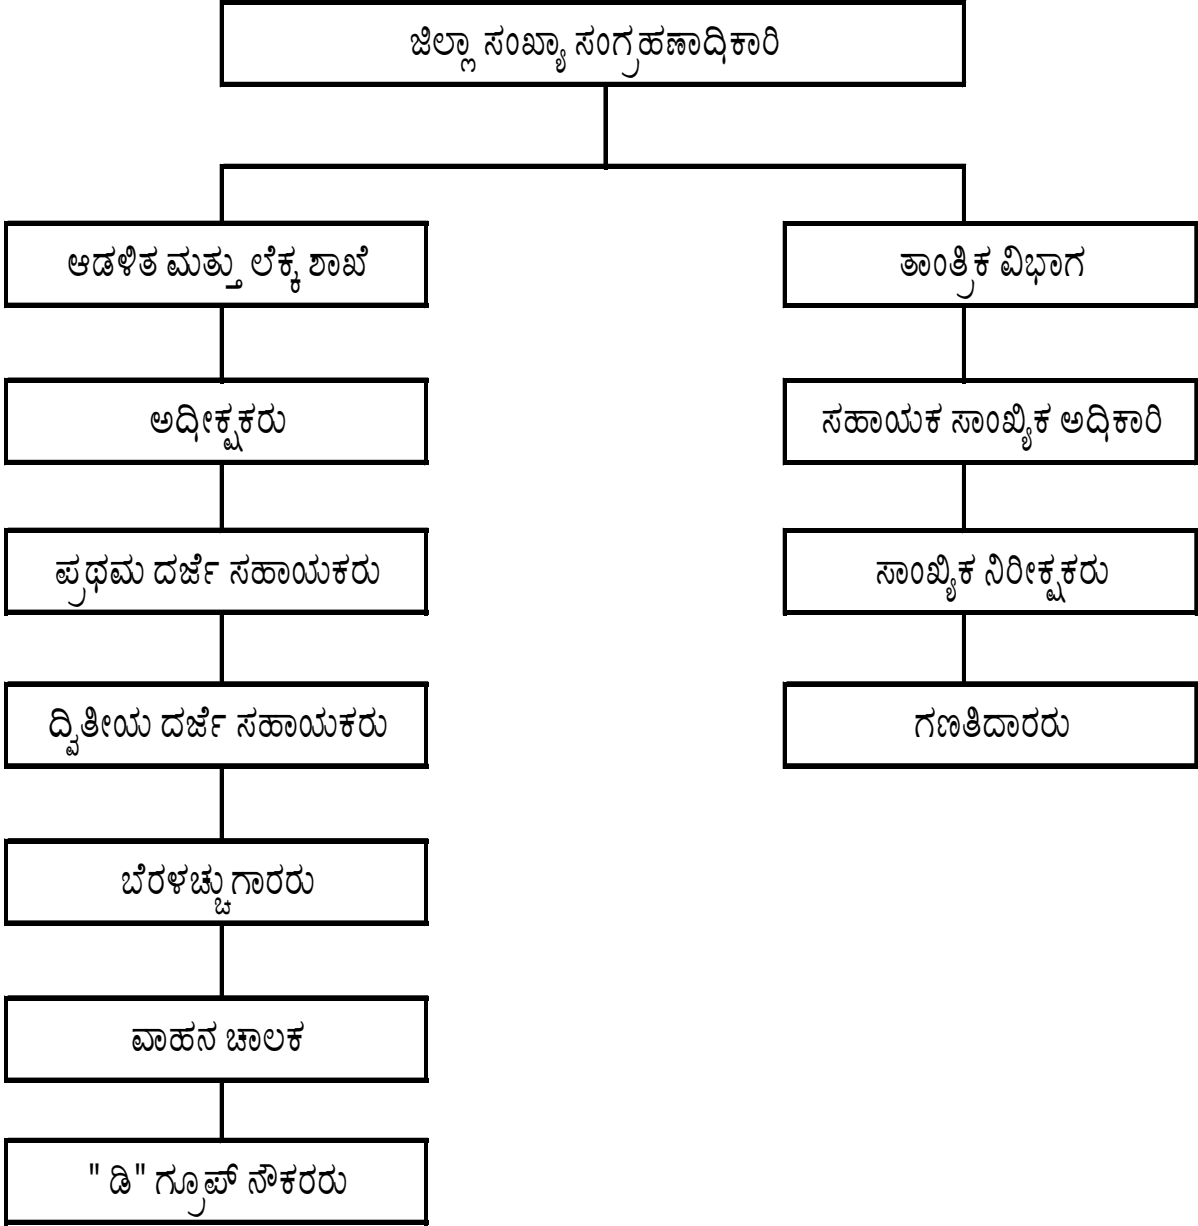 ಜಿಲ್ಲಾ ಸಂಖ್ಯಾ ಸಂಗ್ರಹಣಾಧಿಕಾರಿ
ಆಡಳಿತ ಮತ್ತು ಲೆಕ್ಕ ಶಾಖೆ
ತಾಂತ್ರಿಕ ವಿಭಾಗ
ಅಧೀಕ್ಷಕರು
ಸಹಾಯಕ ಸಾಂಖ್ಯಿಕ ಅಧಿಕಾರಿ
ಪ್ರಥಮ ದರ್ಜೆ ಸಹಾಯಕರು
ಸಾಂಖ್ಯಿಕ ನಿರೀಕ್ಷಕರು
ದ್ವಿತೀಯ ದರ್ಜೆ ಸಹಾಯಕರು
ಗಣತಿದಾರರು
ಬೆರಳಚ್ಚುಗಾರರು
ವಾಹನ ಚಾಲಕ
" ಡಿ" ಗ್ರೂಪ್ ನೌಕರರು